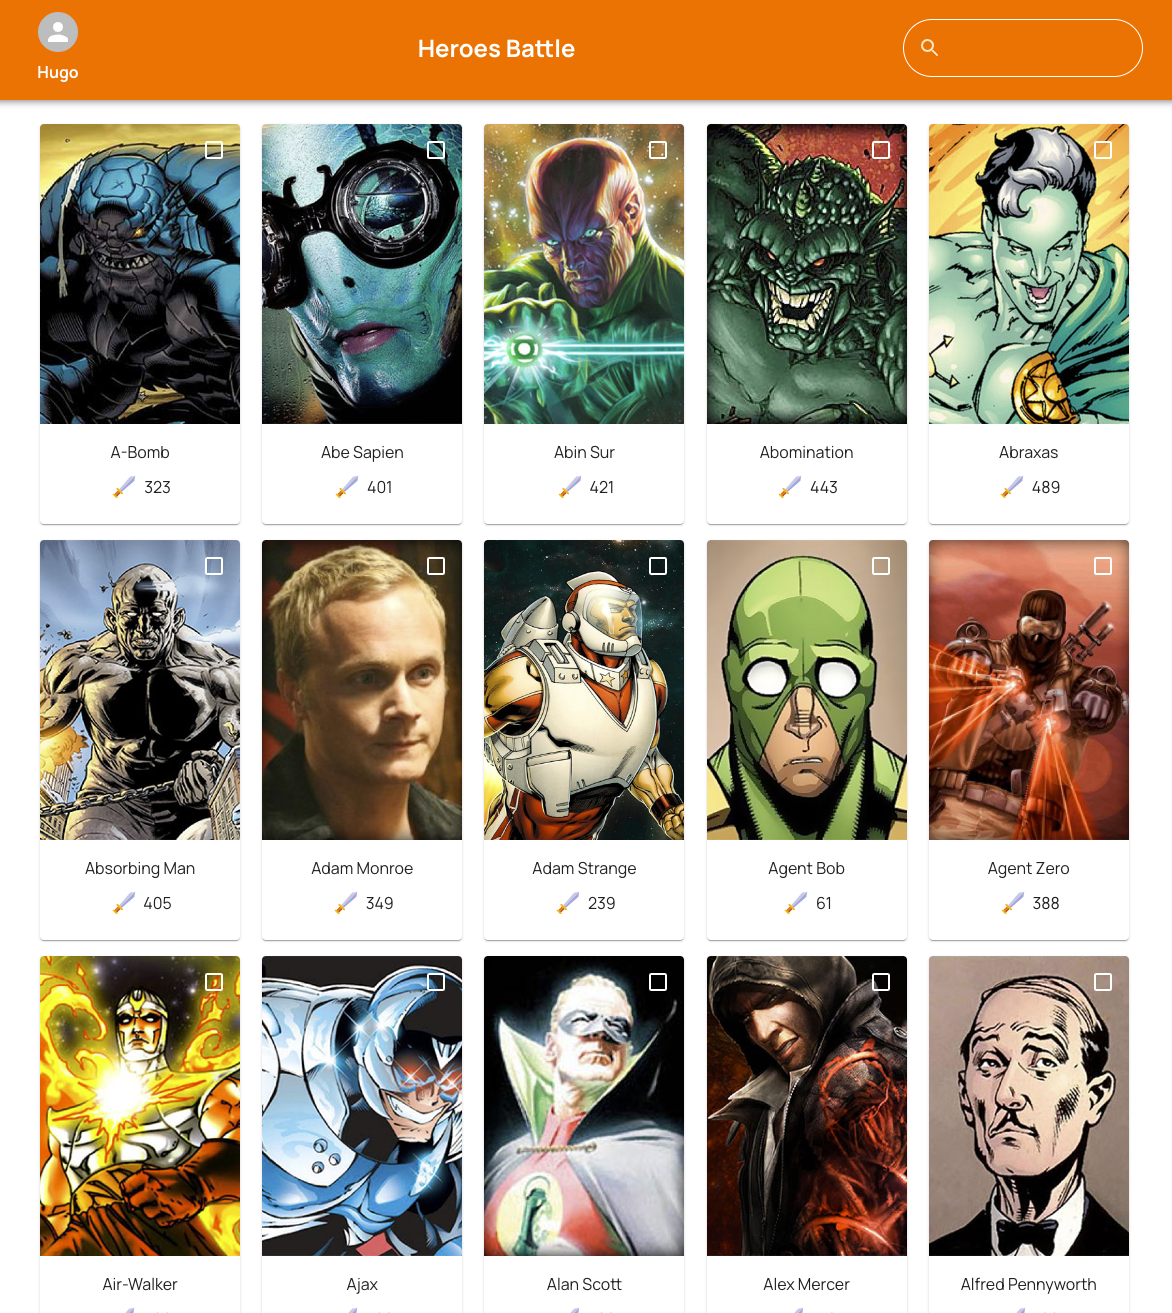 Hugo
Heroes Battle
A-Bomb
323
Abe Sapien
401
Abin Sur
421
Abomination
443
Abraxas
489
Absorbing Man
405
Adam Monroe
349
Adam Strange
239
Agent Bob
61
Agent Zero
388
Air-Walker
Ajax
Alan Scott
Alex Mercer
Alfred Pennyworth